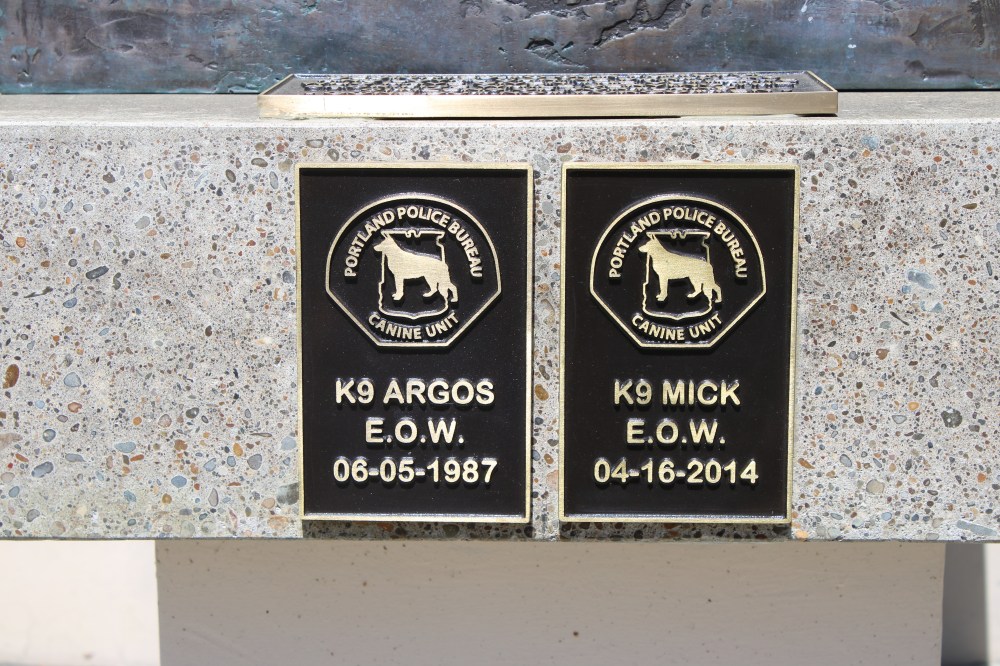 PORTLAND POLICE BUREAU
CANINE UNIT
K9 ARGOS
E.O.W.
06-05-1987
PORTLAND POLICE BUREAU
CANINE UNIT
K9 MICK
E.O.W.
04-16-2014